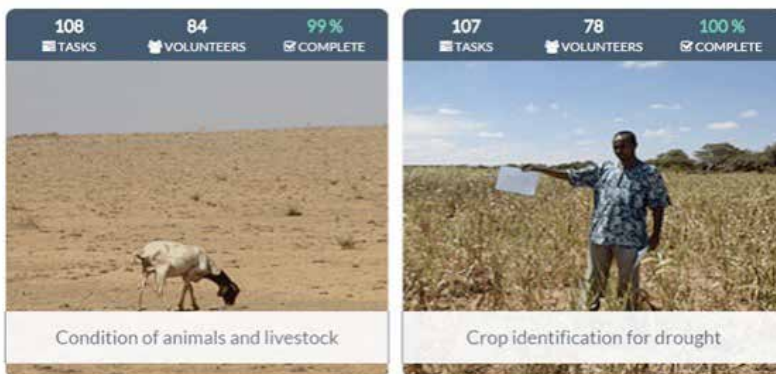 108 84 99 %
TASKS VOLUNTEERS COMPLETE
Condition of animals and livestock
107 78 100 %
TASKS VOLUNTEERS COMPLETE
Crop identification for drought